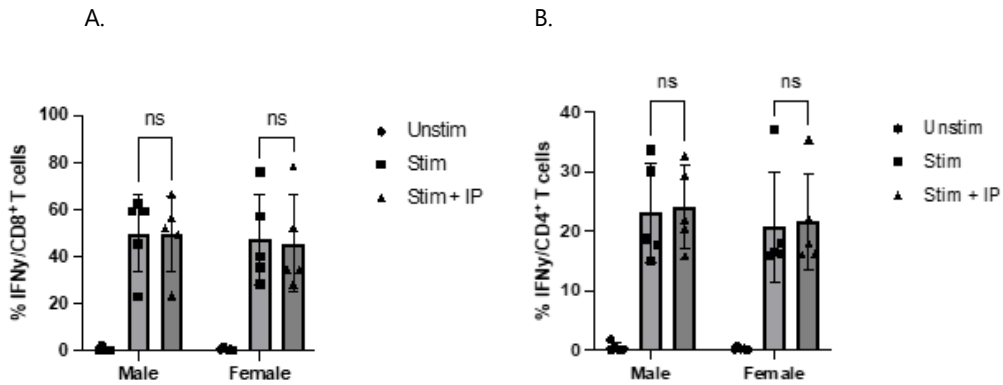 A.
% IFNy/CD8⁺ T cells
100
80
60
40
20
0
ns
ns
Male
Female
Unstim
Stim
Stim + IP
B.
% IFNy/CD4⁺ T cells
40
30
20
10
0
ns
ns
Male
Female
Unstim
Stim
Stim + IP